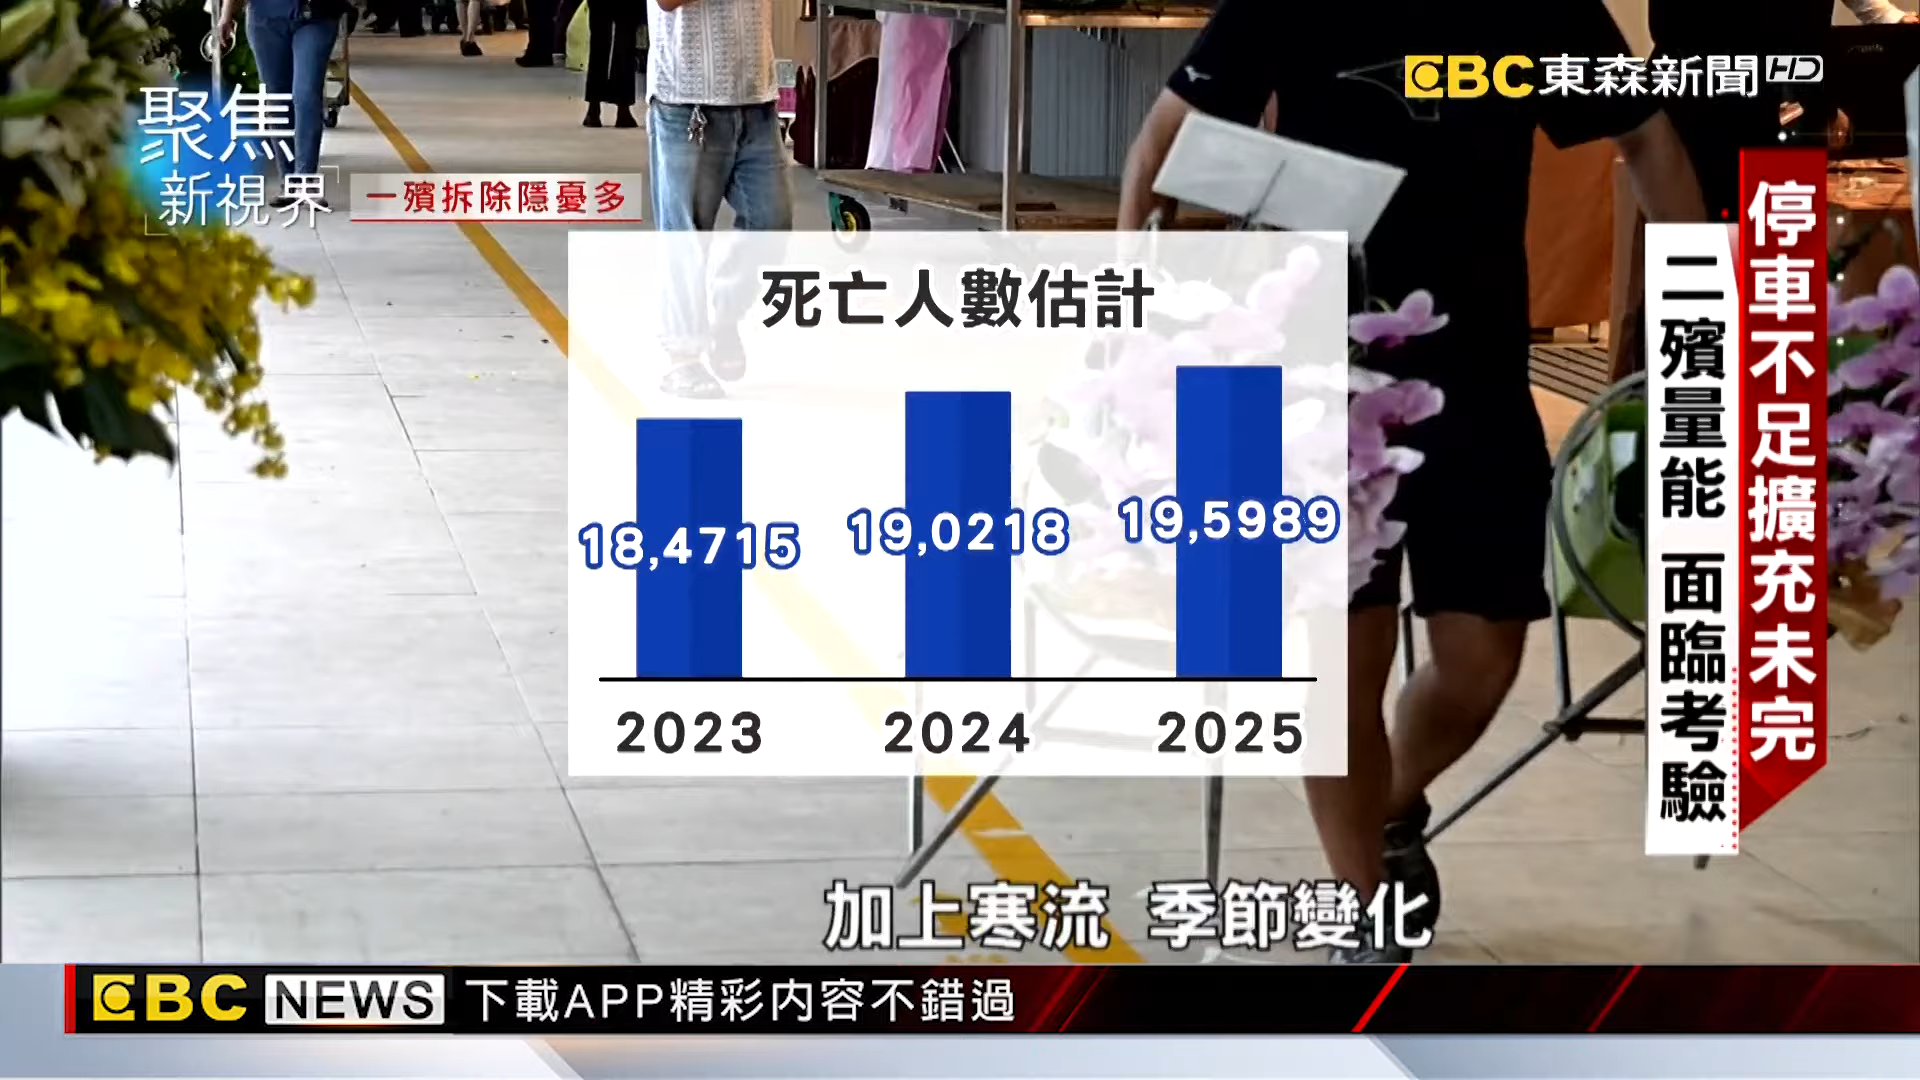 EBC東森新聞HD
聚焦
新視界
一殯拆除隱憂多
停車不足擴充未完
二殯量能 面臨考驗
死亡人數估計
18,4715
19,0218
19,5989
2023
2024
2025
加上寒流 季節變化
EBC NEWS 下載APP精彩内容不錯過